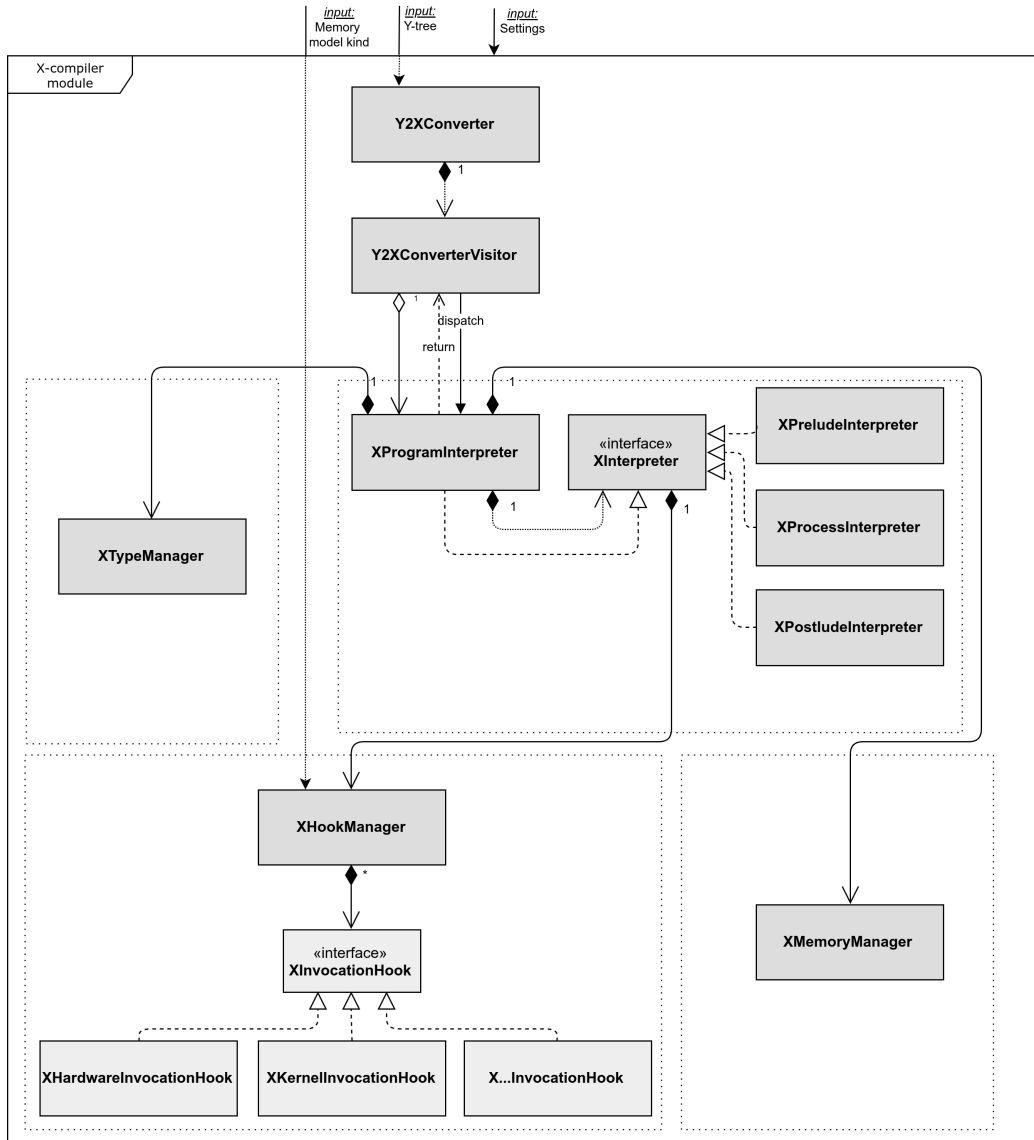 input:
Memory
model kind
input:
Y-tree
input:
Settings
X-compiler
module
Y2XConverter
1
Y2XConverterVisitor
1
dispatch
return
1
1
XProgramInterpreter
«interface»
XInterpreter
XPreludeInterpreter
1
1
XProcessInterpreter
XTypeManager
XPostludeInterpreter
XHookManager
*
«interface»
XInvocationHook
XMemoryManager
XHardwareInvocationHook
XKernelInvocationHook
X...InvocationHook